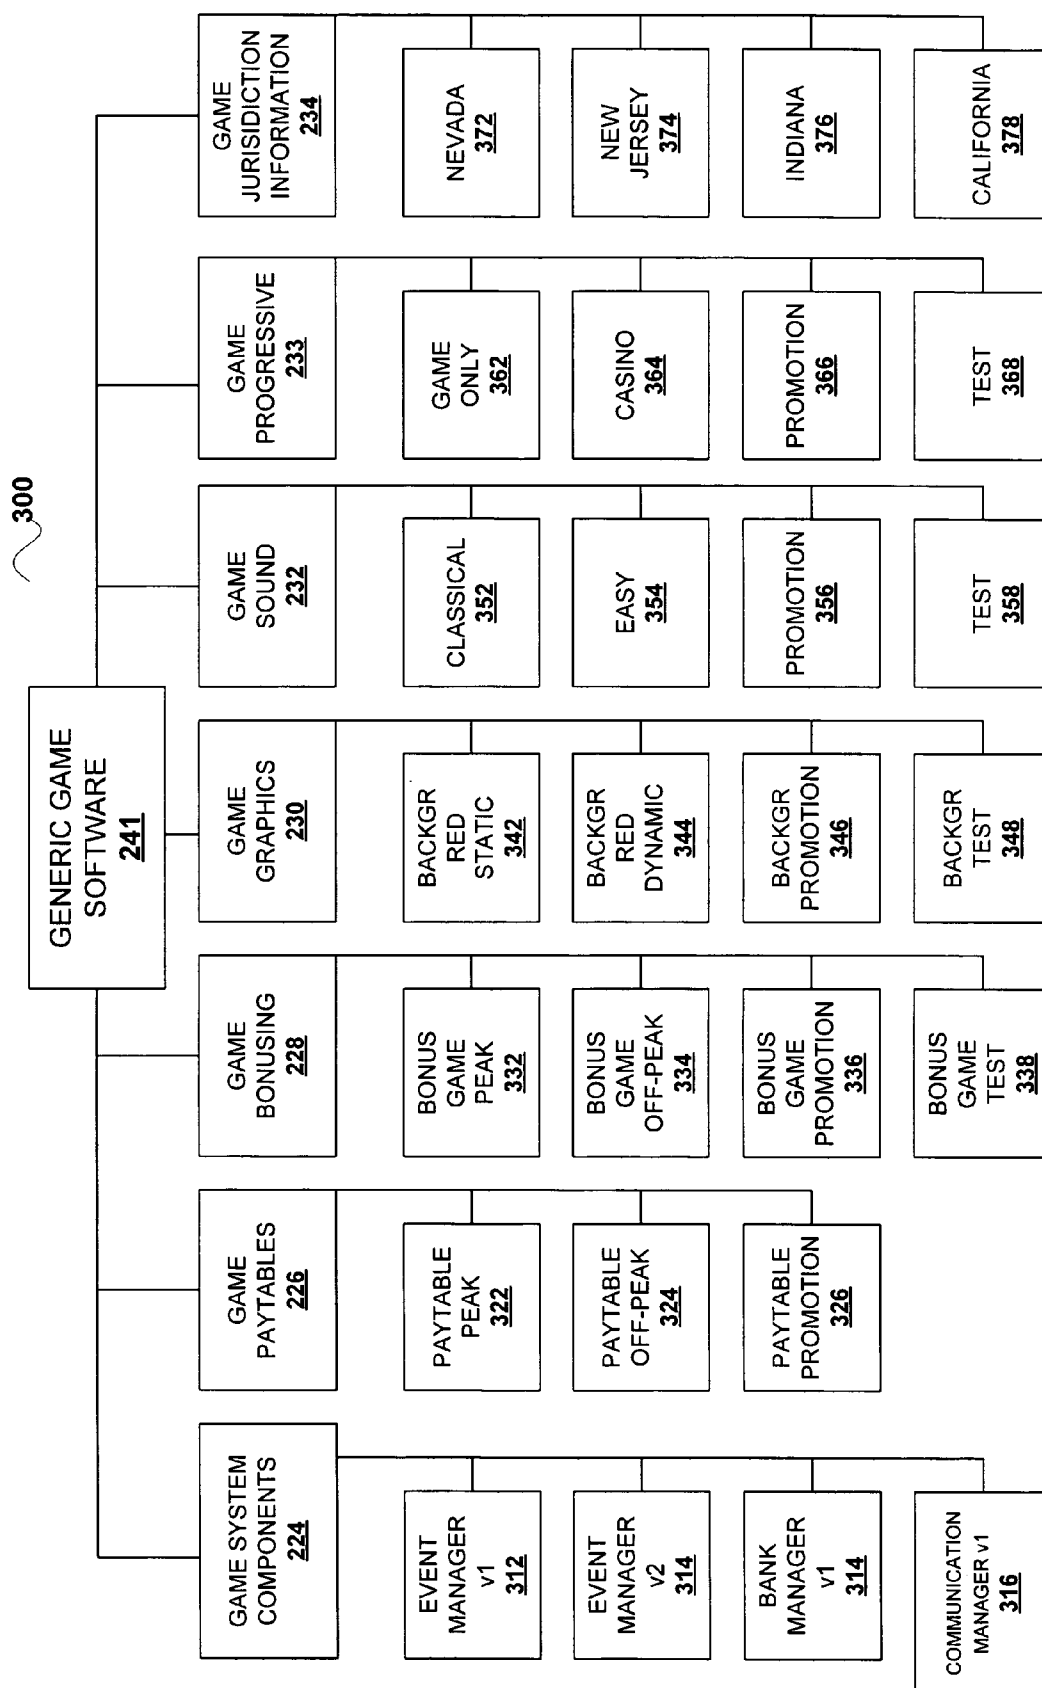 300
GENERIC GAME
SOFTWARE
241
GAME SYSTEM
COMPONENTS
224
EVENT
MANAGER
v1
312
EVENT
MANAGER
v2
314
BANK
MANAGER
v1
314
COMMUNICATION
MANAGER v1
316
GAME
PAYTABLES
226
PAYTABLE
PEAK
322
PAYTABLE
OFF-PEAK
324
PAYTABLE
PROMOTION
326
GAME
BONUSING
228
BONUS
GAME
PEAK
332
BONUS
GAME
OFF-PEAK
334
BONUS
GAME
PROMOTION
336
BONUS
GAME
TEST
338
GAME
GRAPHICS
230
BACKGR
RED
STATIC
342
BACKGR
RED
DYNAMIC
344
BACKGR
PROMOTION
346
BACKGR
TEST
348
GAME
SOUND
232
CLASSICAL
352
EASY
354
PROMOTION
356
TEST
358
GAME
PROGRESSIVE
233
GAME
ONLY
362
CASINO
364
PROMOTION
366
TEST
368
GAME
JURISIDICTION
INFORMATION
234
NEVADA
372
NEW
JERSEY
374
INDIANA
376
CALIFORNIA
378